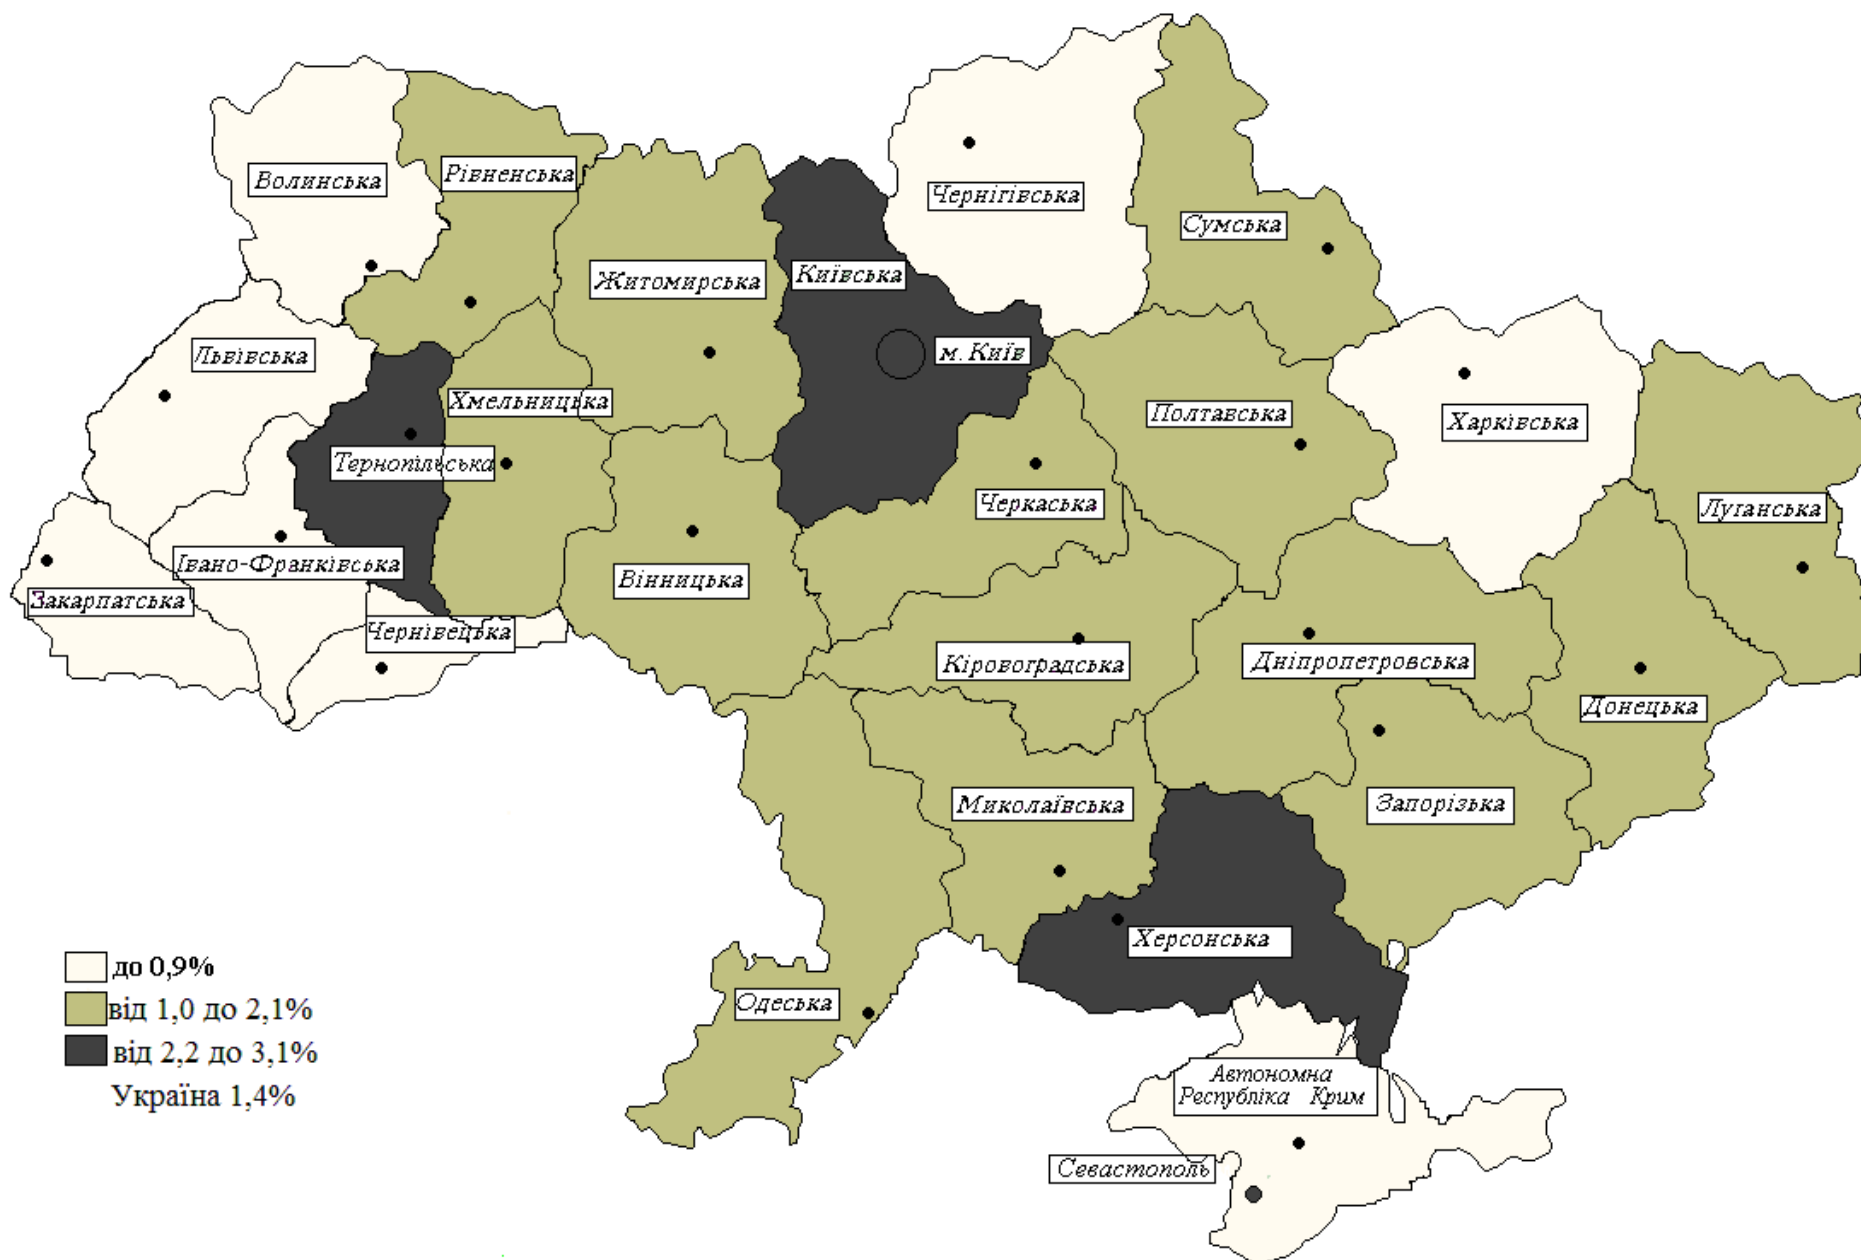 Волинська
Рівненська
Чернігівська
Сумська
Житомирська
Київська
Львівська
м. Київ
Хмельницька
Полтавська
Харківська
Тернопільська
Черкаська
Луганська
Івано-Франківська
Вінницька
Закарпатська
Чернівецька
Кіровоградська
Дніпропетровська
Донецька
Миколаївська
Запорізька
Херсонська
Одеська
до 0,9%
від 1,0 до 2,1%
від 2,2 до 3,1%
Україна 1,4%
Автономна
Республіка Крим
Севастополь